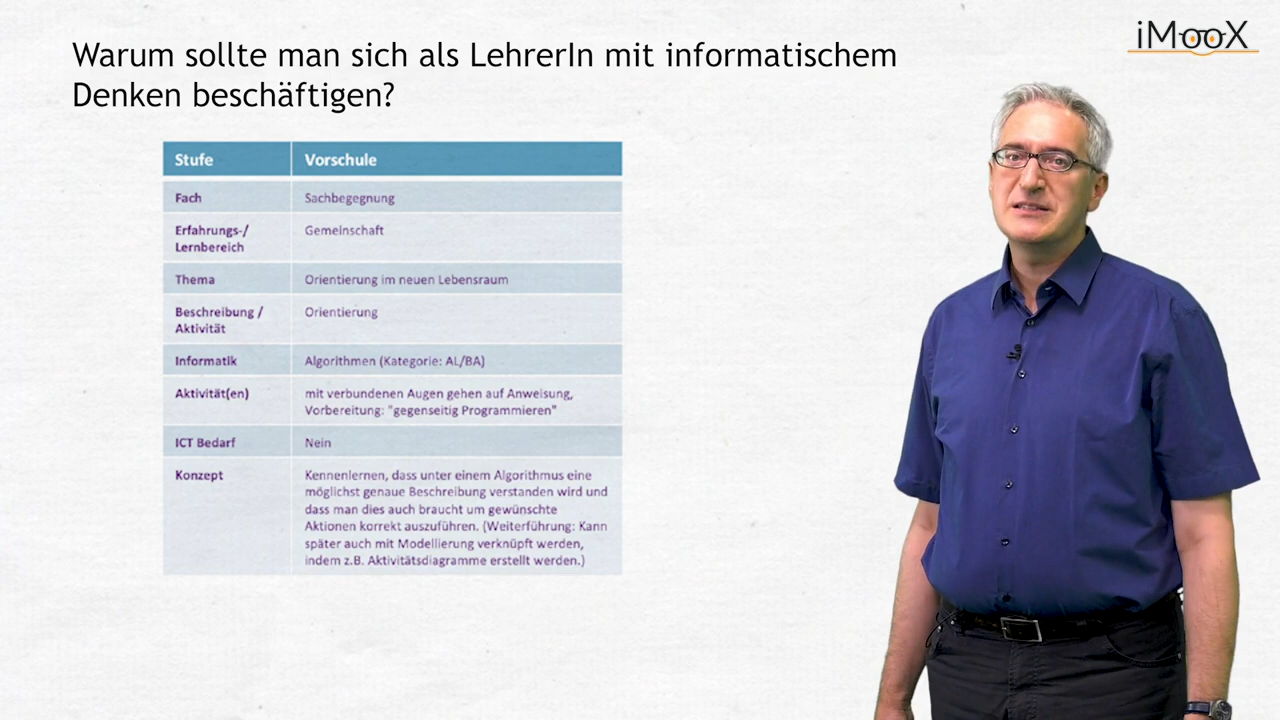 iMooX
Warum sollte man sich als LehrerIn mit informatischem
Denken beschäftigen?
Stufe Vorschule
Fach Sachbegegnung
Erfahrungs-/ Gemeinschaft
Lernbereich
Thema Orientierung im neuen Lebensraum
Beschreibung / Orientierung
Aktivität
Informatik Algorithmen (Kategorie: AL/BA)
Aktivität(en) mit verbundenen Augen gehen auf Anweisung,
Vorbereitung: "gegenseitig Programmieren"
ICT Bedarf Nein
Konzept Kennenlernen, dass unter einem Algorithmus eine
möglichst genaue Beschreibung verstanden wird und
dass man dies auch braucht um gewünschte
Aktionen korrekt auszuführen. (Weiterführung: Kann
später auch mit Modellierung verknüpft werden,
indem z.B. Aktivitätsdiagramme erstellt werden.)